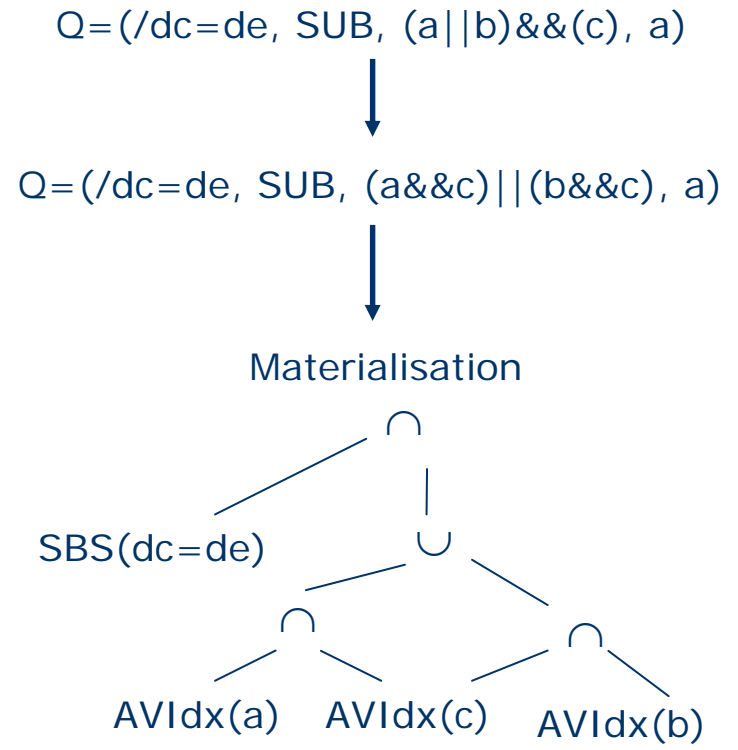 Q=(/dc=de, SUB, (a||b)&&(c), a)
Q=(/dc=de, SUB, (a&&c)||(b&&c), a)
Materialisation
∩
SBS(dc=de)
∪
∩ ∩
AVIdx(a) AVIdx(c) AVIdx(b)